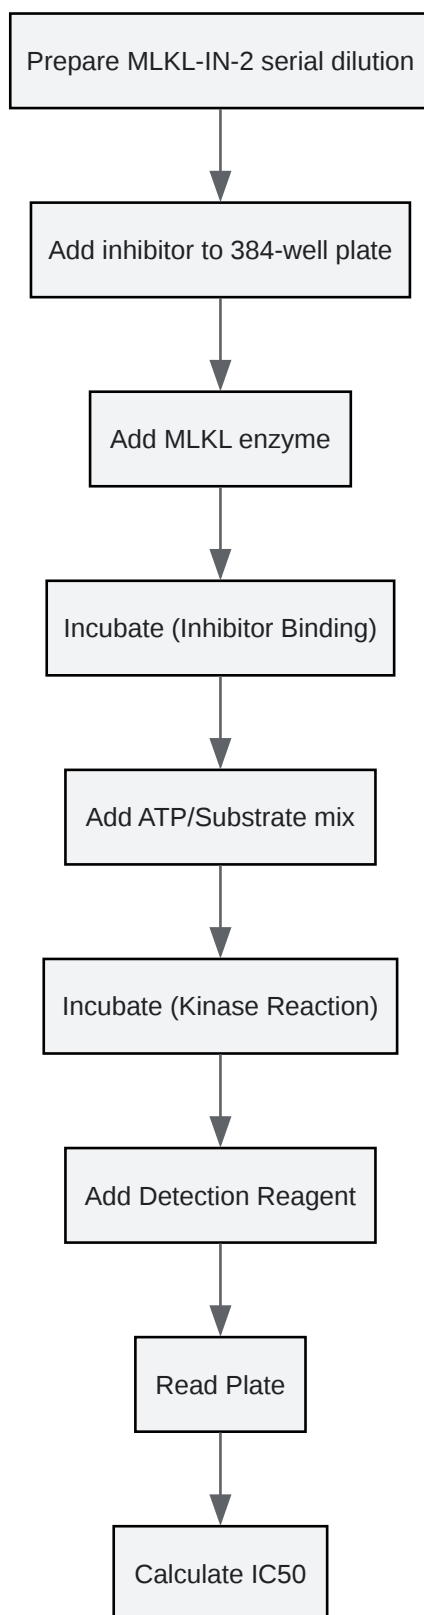 Prepare MLKL-IN-2 serial dilution
Add inhibitor to 384-well plate
Add MLKL enzyme
Incubate (Inhibitor Binding)
Add ATP/Substrate mix
Incubate (Kinase Reaction)
Add Detection Reagent
Read Plate
Calculate IC50